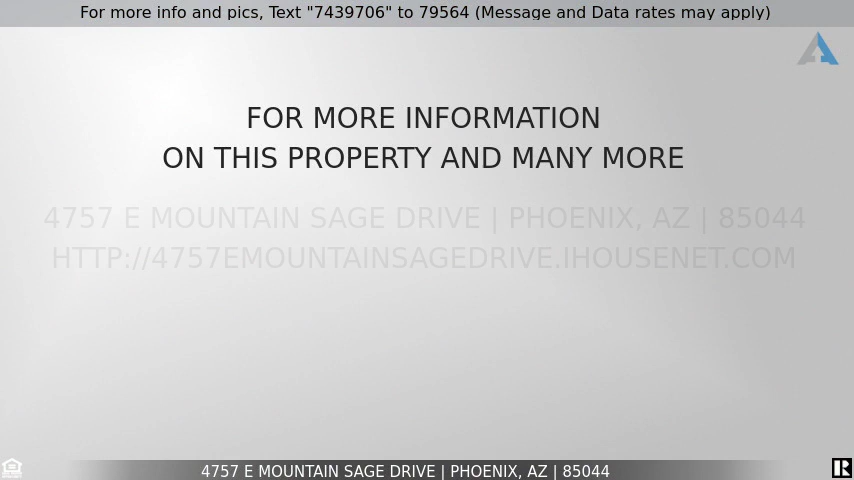 For more info and pics, Text "7439706" to 79564 (Message and Data rates may apply)
FOR MORE INFORMATION
ON THIS PROPERTY AND MANY MORE
4757 E MOUNTAIN SAGE DRIVE | PHOENIX, AZ | 85044
HTTP://4757EMOUNTAINSAGEDRIVE.IHOUSENET.COM
4757 E MOUNTAIN SAGE DRIVE | PHOENIX, AZ | 85044